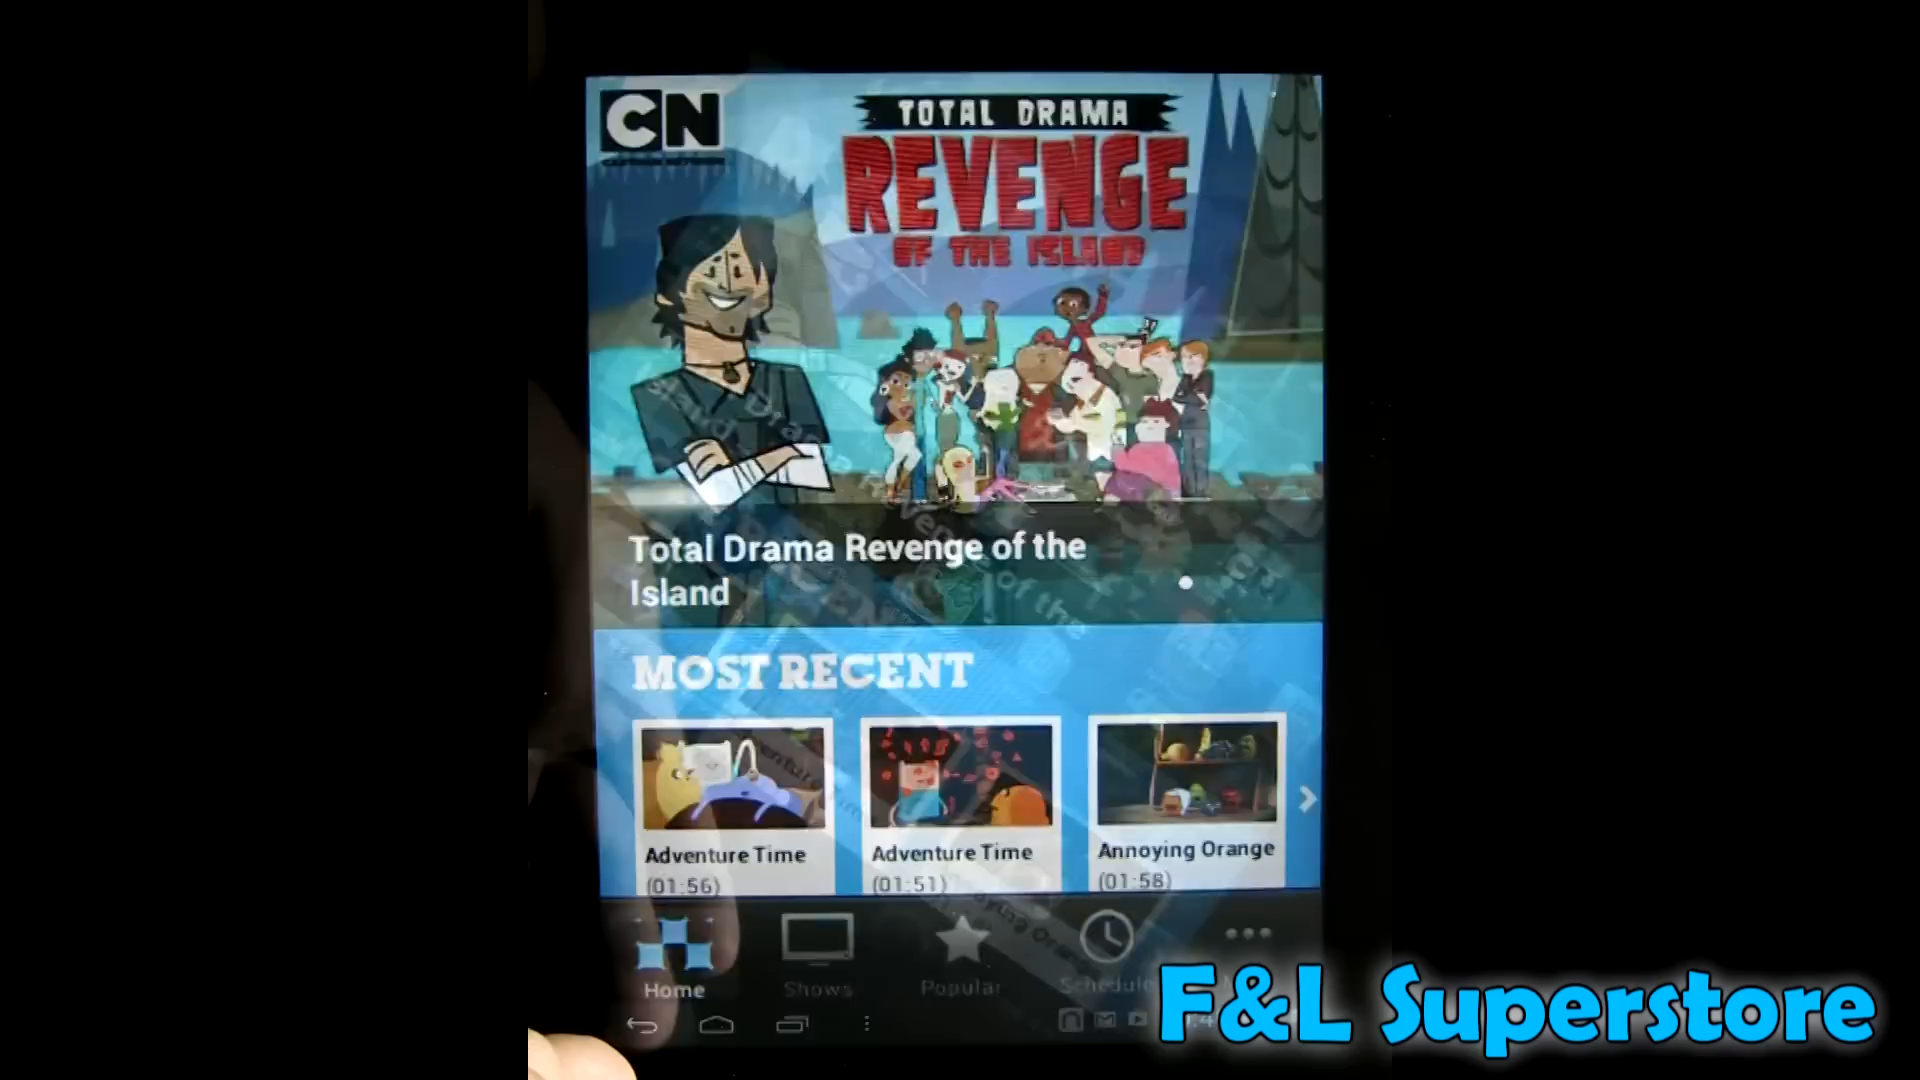 CN
TOTAL DRAMA
REVENGE
OF THE ISLAND
Total Drama Revenge of the
Island
MOST RECENT
Adventure Time
(01:56)
Adventure Time
(01:51)
Annoying Orange
(01:58)
Home
Shows
Popular
Schedule
F&L Superstore